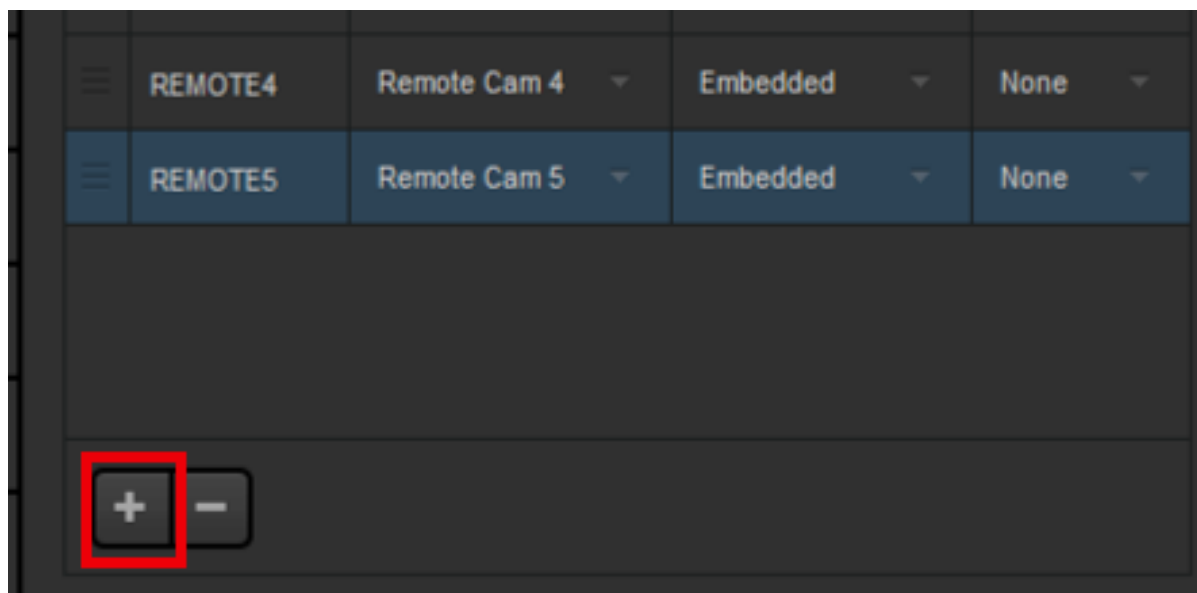 REMOTE4 Remote Cam 4 Embedded None
REMOTE5 Remote Cam 5 Embedded None
+ −